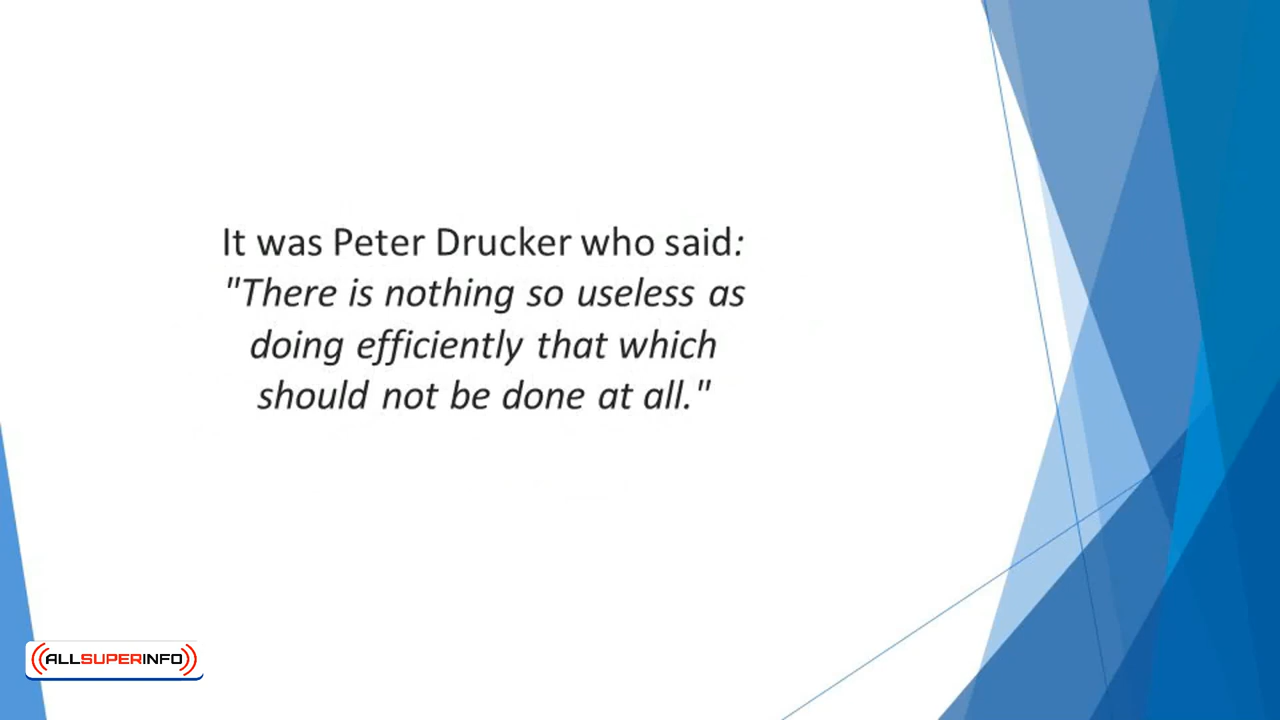 It was Peter Drucker who said:
"There is nothing so useless as
doing efficiently that which
should not be done at all."
((ALLSUPERINFO))